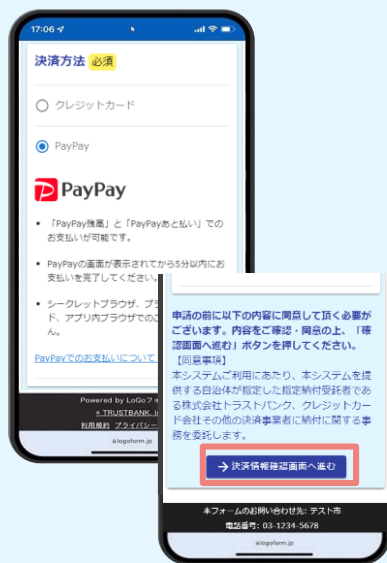 17:06
決済方法 必須
クレジットカード
PayPay
PayPay
• 「PayPay残高」と「PayPayあと払い」での
お支払いが可能です。
• PayPayの画面が表示されてから5分以内にお
支払いを完了してください。
• シークレットブラウザ、プラ
ド、アプリ内ブラウザでのこ
ん。
PayPayでのお支払いについて
Powered by LoGoフォ
TRUSTBANK, I
利用規約 プライバシー
logoform.jp
申請の前に以下の内容に同意して頂く必要が
ございます。内容をご確認・同意の上、「確
認画面へ進む」ボタンを押してください。
【同意事項】
本システムご利用にあたり、本システムを提
供する自治体が指定した指定納付受託者であ
る株式会社トラストバンク、クレジットカー
ド会社その他の決済事業者に納付に関する事
務を委託します。
→ 決済情報確認画面へ進む
本フォームのお問い合わせ先: テスト市
電話番号: 03-1234-5678
logoform.jp